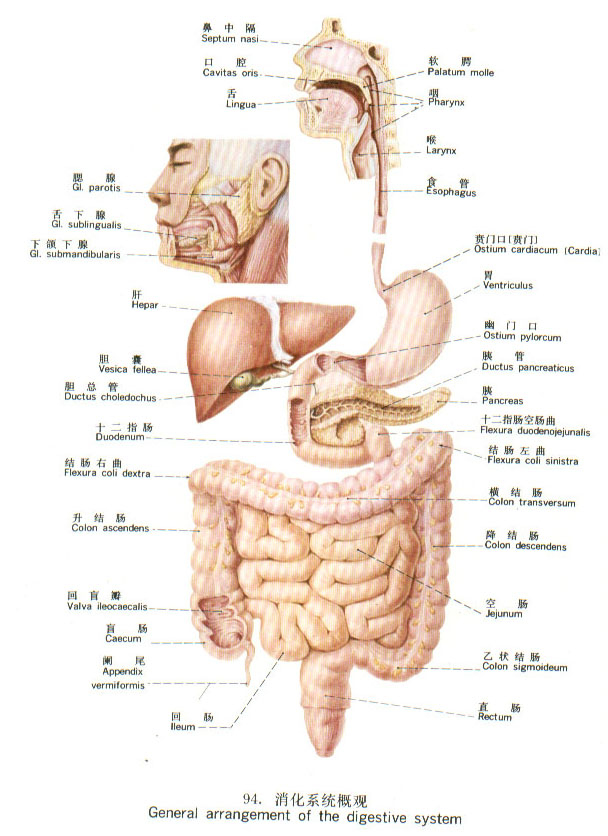 鼻中隔
Septum nasi
口腔
Cavitas oris
舌
Lingua
软腭
Palatum molle
咽
Pharynx
喉
Larynx
食管
Esophagus
腮腺
Gl. parotis
舌下腺
Gl. sublingualis
下颌下腺
Gl. submandibularis
贲门口[贲门]
Ostium cardiacum [Cardia]
胃
Ventriculus
肝
Hepar
幽门口
Ostium pylorcum
胆囊
Vesica fellea
胰管
Ductus pancreaticus
胆总管
Ductus choledochus
胰
Pancreas
十二指肠
Duodenum
十二指肠空肠曲
Flexura duodenojejunalis
结肠右曲
Flexura coli dextra
结肠左曲
Flexura coli sinistra
横结肠
Colon transversum
升结肠
Colon ascendens
降结肠
Colon descendens
回盲瓣
Valva ileocaecalis
空肠
Jejunum
盲肠
Caecum
阑尾
Appendix
vermiformis
乙状结肠
Colon sigmoideum
回肠
Ileum
直肠
Rectum
94. 消化系统概观
General arrangement of the digestive system